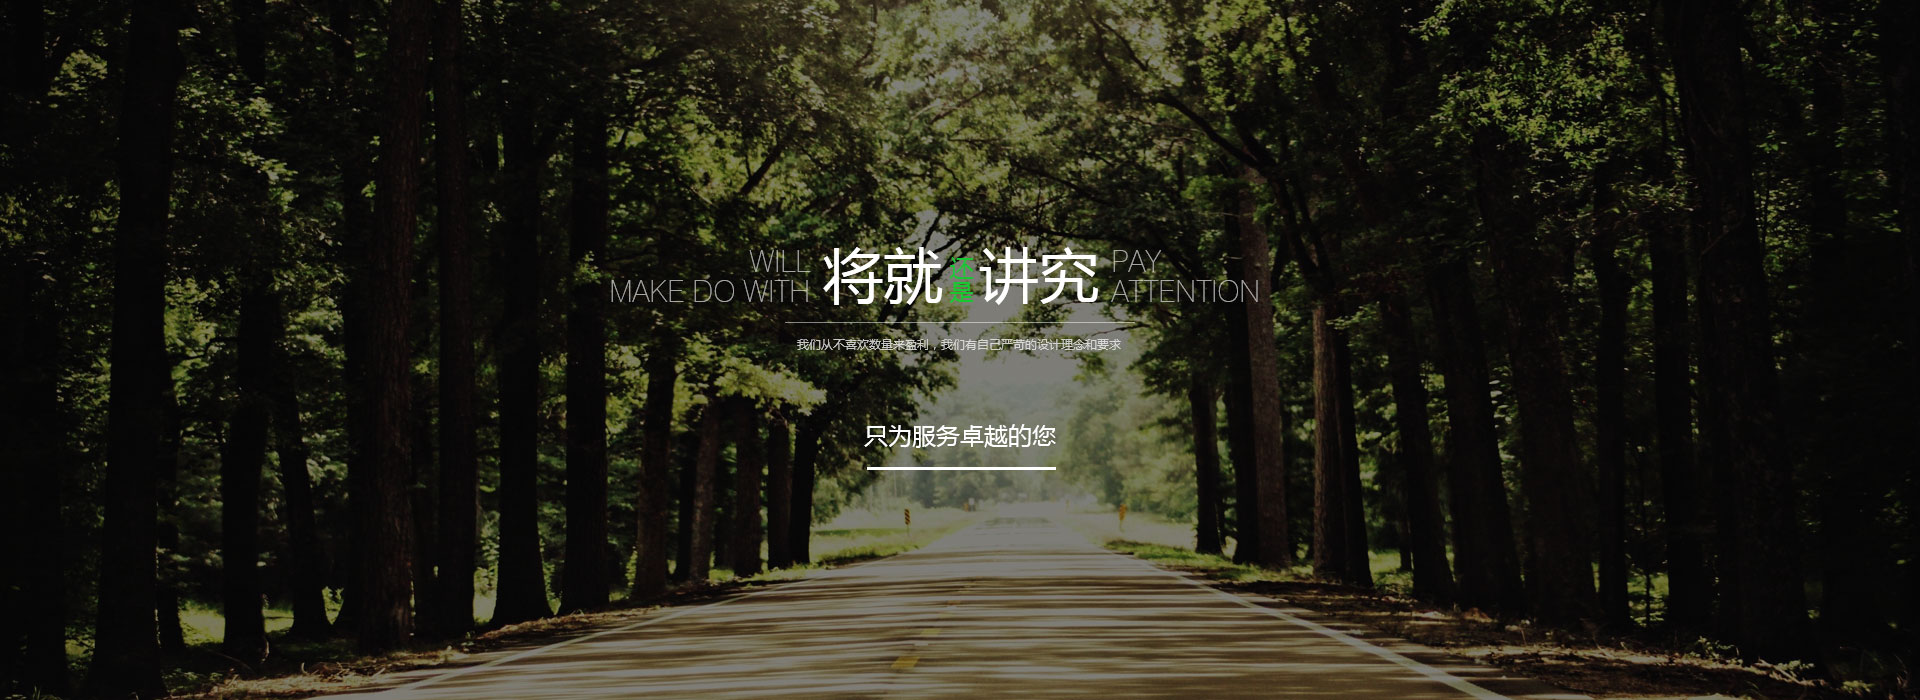 WILL
MAKE DO WITH
将就
还是
讲究
PAY
ATTENTION
我们从不喜欢数量来盈利，我们有自己严苛的设计理念和要求
只为服务卓越的您